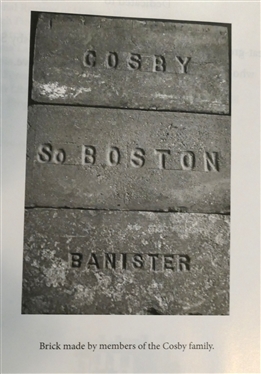 COSBY
So BOSTON
BANISTER
Brick made by members of the Cosby family.